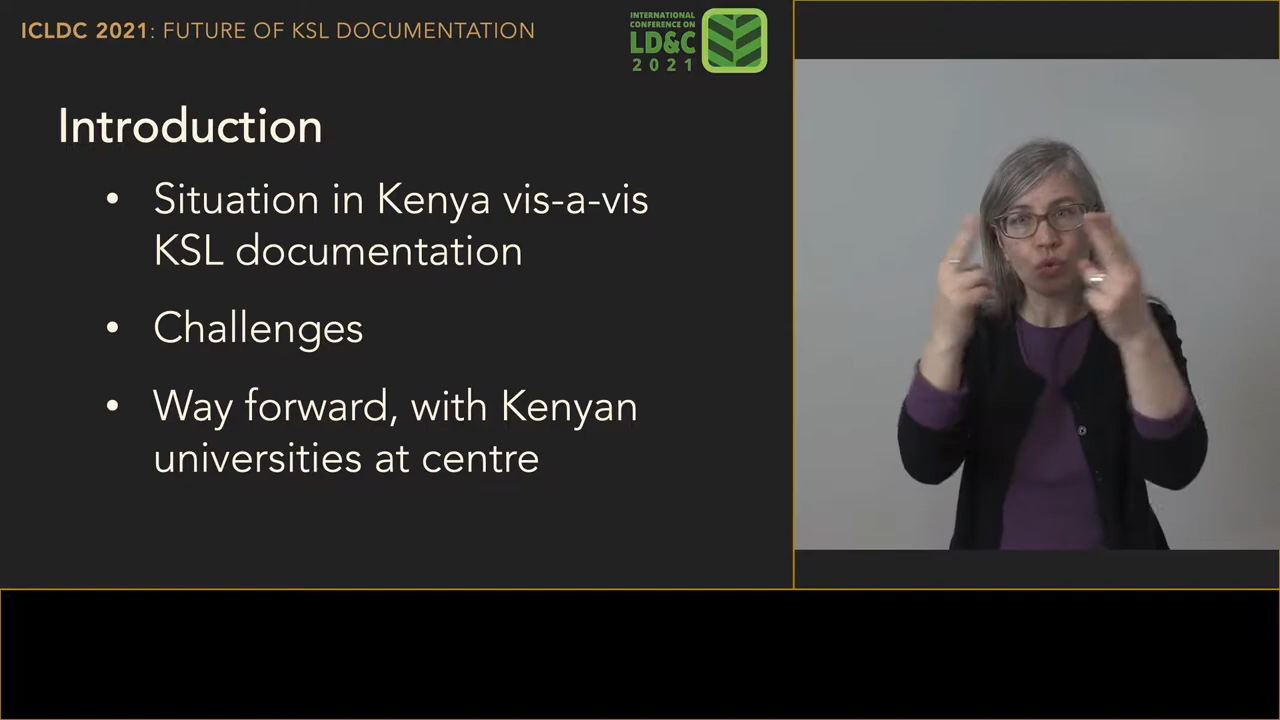 ICLDC 2021: FUTURE OF KSL DOCUMENTATION
INTERNATIONAL
CONFERENCE ON
LD&C
2021
Introduction
• Situation in Kenya vis-a-vis
KSL documentation
• Challenges
• Way forward, with Kenyan
universities at centre